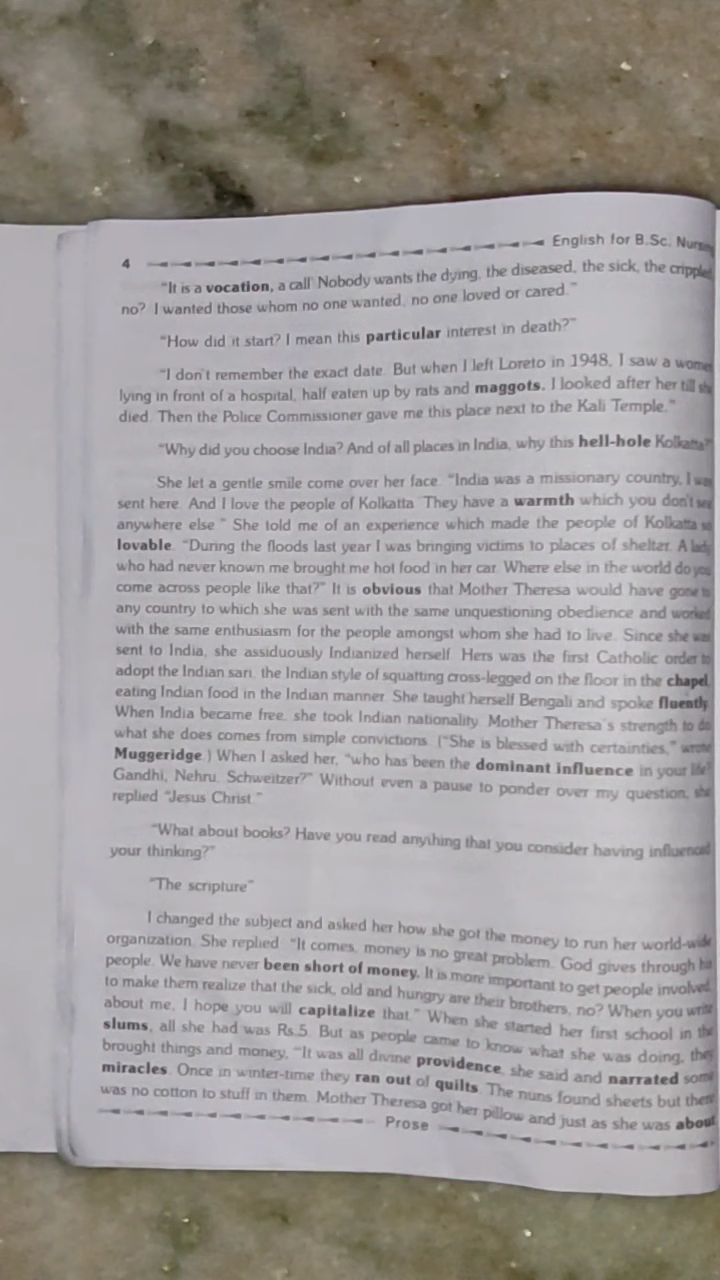 4 English for B.Sc. Nursing
"It is a vocation, a call. Nobody wants the dying, the diseased, the sick, the crippled
no? I wanted those whom no one wanted, no one loved or cared."
"How did it start? I mean this particular interest in death?"
"I don't remember the exact date. But when I left Loreto in 1948, I saw a women
lying in front of a hospital, half eaten up by rats and maggots, I looked after her till she
died. Then the Police Commissioner gave me this place next to the Kali Temple."
"Why did you choose India? And of all places in India, why this hell-hole Kolkatta?"
She let a gentle smile come over her face. "India was a missionary country, I was
sent here. And I love the people of Kolkatta. They have a warmth which you don't see
anywhere else." She told me of an experience which made the people of Kolkatta so
lovable. "During the floods last year I was bringing victims to places of shelter. A lady
who had never known me brought me hot food in her car. Where else in the world do you
come across people like that?" It is obvious that Mother Theresa would have gone to
any country to which she was sent with the same unquestioning obedience and worked
with the same enthusiasm for the people amongst whom she had to live. Since she was
sent to India, she assiduously Indianized herself. Hers was the first Catholic order to
adopt the Indian sari, the Indian style of squatting cross-legged on the floor in the chapel,
eating Indian food in the Indian manner. She taught herself Bengali and spoke fluently.
When India became free, she took Indian nationality. Mother Theresa's strength to do
what she does comes from simple convictions. ("She is blessed with certainties," wrote
Muggeridge.) When I asked her, "who has been the dominant influence in your life?
Gandhi, Nehru, Schweitzer?" Without even a pause to ponder over my question, she
replied "Jesus Christ."
"What about books? Have you read anything that you consider having influenced
your thinking?"
"The scripture"
I changed the subject and asked her how she got the money to run her world-wide
organization. She replied. "It comes, money is no great problem. God gives through his
people. We have never been short of money. It is more important to get people involved,
to make them realize that the sick, old and hungry are their brothers, no? When you write
about me, I hope you will capitalize that." When she started her first school in the
slums, all she had was Rs.5. But as people came to know what she was doing, they
brought things and money, "It was all divine providence, she said and narrated some
miracles. Once in winter-time they ran out of quilts. The nuns found sheets but there
was no cotton to stuff in them. Mother Theresa got her pillow and just as she was about
Prose